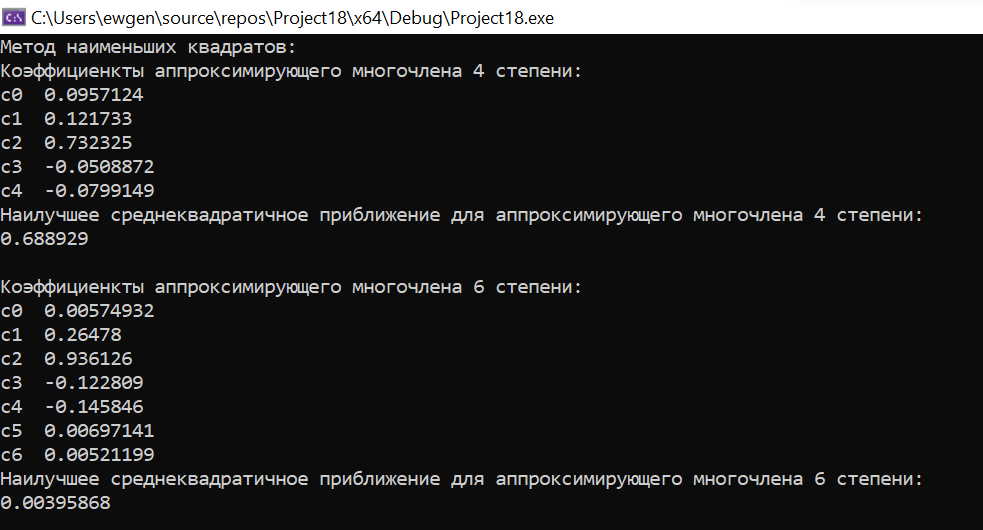 C:\Users\ewgen\source\repos\Project18\x64\Debug\Project18.exe
Метод наименьших квадратов:
Коэффициенкты аппроксимирующего многочлена 4 степени:
c0 0.0957124
c1 0.121733
c2 0.732325
c3 -0.0508872
c4 -0.0799149
Наилучшее среднеквадратичное приближение для аппроксимирующего многочлена 4 степени:
0.688929
Коэффициенкты аппроксимирующего многочлена 6 степени:
c0 0.00574932
c1 0.26478
c2 0.936126
c3 -0.122809
c4 -0.145846
c5 0.00697141
c6 0.00521199
Наилучшее среднеквадратичное приближение для аппроксимирующего многочлена 6 степени:
0.00395868